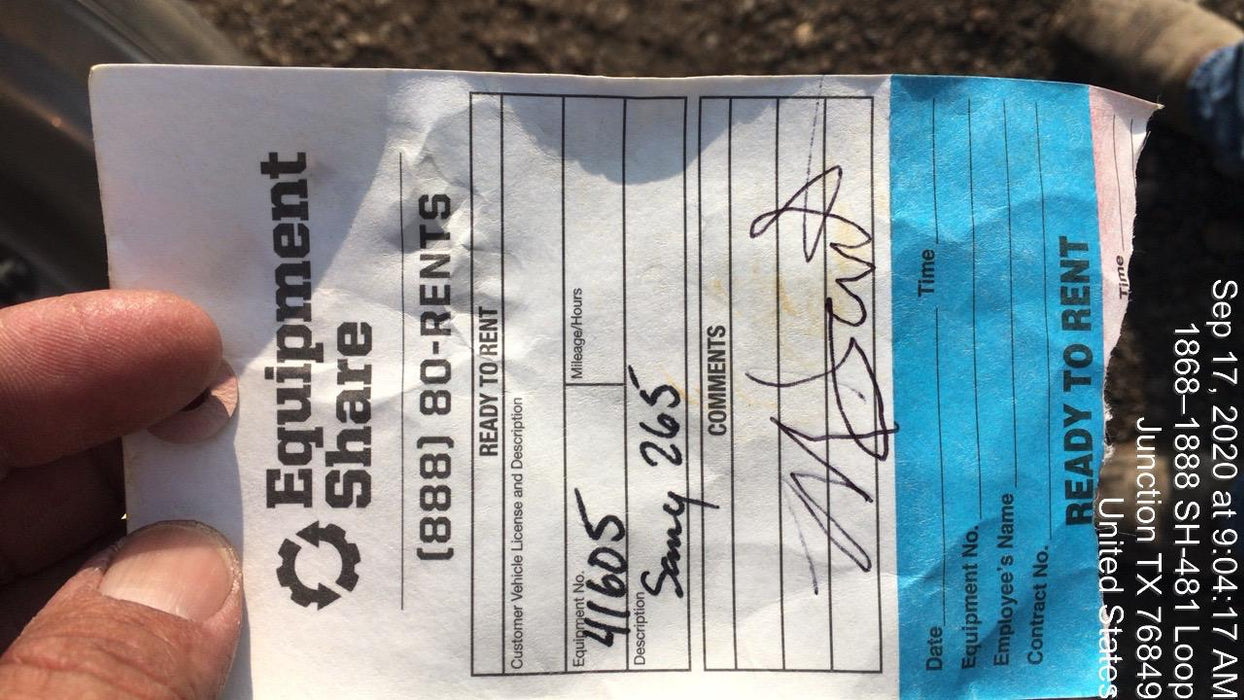 Equipment
Share
(888) 80-RENTS
READY TO RENT
Customer Vehicle License and Description
Equipment No. Mileage/Hours
41605
Description
Sany 265
COMMENTS
Date Time
Equipment No.
Employee's Name
Contract No.
READY TO RENT
Time
Sep 17, 2020 at 9:04:17 AM
1868–1888 SH-481 Loop
Junction TX 76849
United States